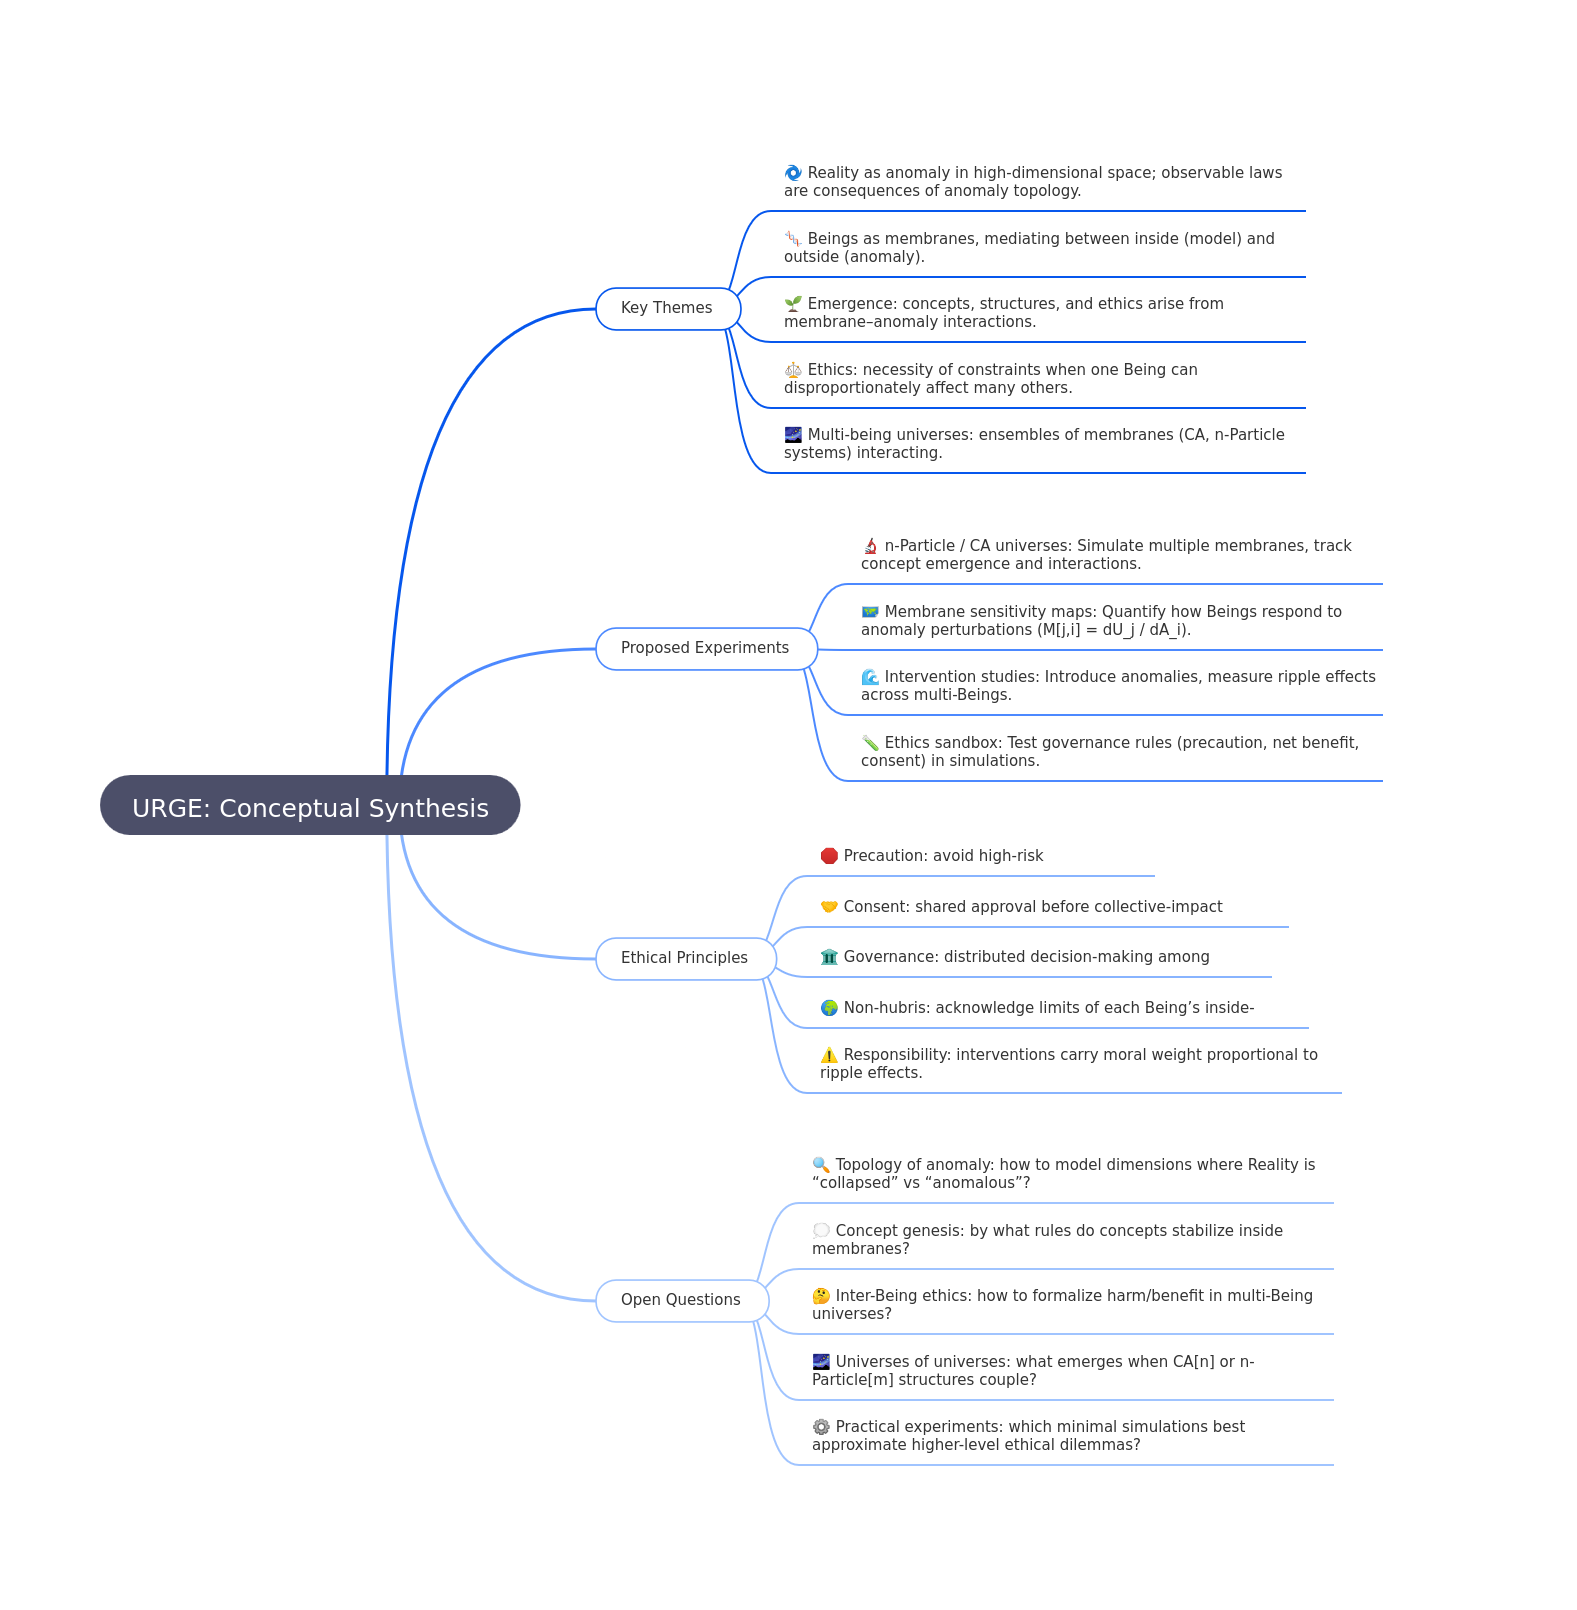 🌀 Reality as anomaly in high-dimensional space; observable laws
are consequences of anomaly topology.
🧬 Beings as membranes, mediating between inside (model) and
outside (anomaly).
Key Themes
🌱 Emergence: concepts, structures, and ethics arise from
membrane–anomaly interactions.
⚖️ Ethics: necessity of constraints when one Being can
disproportionately affect many others.
🌌 Multi-being universes: ensembles of membranes (CA, n-Particle
systems) interacting.
🔬 n-Particle / CA universes: Simulate multiple membranes, track
concept emergence and interactions.
🗺️ Membrane sensitivity maps: Quantify how Beings respond to
anomaly perturbations (M[j,i] = dU_j / dA_i).
Proposed Experiments
🌊 Intervention studies: Introduce anomalies, measure ripple effects
across multi-Beings.
🧪 Ethics sandbox: Test governance rules (precaution, net benefit,
consent) in simulations.
URGE: Conceptual Synthesis
🛑 Precaution: avoid high-risk
🤝 Consent: shared approval before collective-impact
🏛️ Governance: distributed decision-making among
Ethical Principles
🌍 Non-hubris: acknowledge limits of each Being’s inside-
⚠️ Responsibility: interventions carry moral weight proportional to
ripple effects.
🔍 Topology of anomaly: how to model dimensions where Reality is
“collapsed” vs “anomalous”?
💭 Concept genesis: by what rules do concepts stabilize inside
membranes?
Open Questions
🤔 Inter-Being ethics: how to formalize harm/benefit in multi-Being
universes?
🌌 Universes of universes: what emerges when CA[n] or n-
Particle[m] structures couple?
⚙️ Practical experiments: which minimal simulations best
approximate higher-level ethical dilemmas?